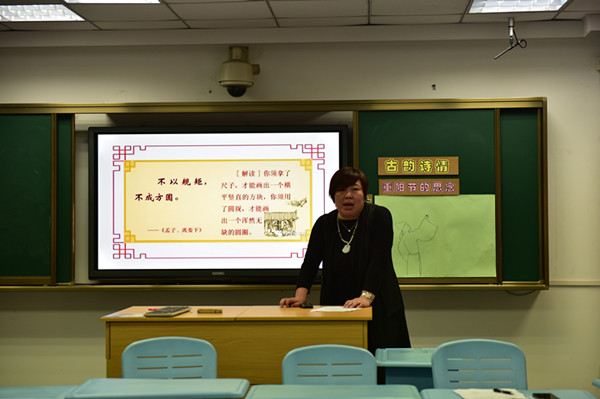 不以规矩，
不成方圆。
——《孟子·离娄下》
［解读］你须拿了
尺子，才能画出一个横
平竖直的方块，你须用
了圆规，才能画
出一个浑然无
缺的圆圈。
古韵诗情
重阳节的思念